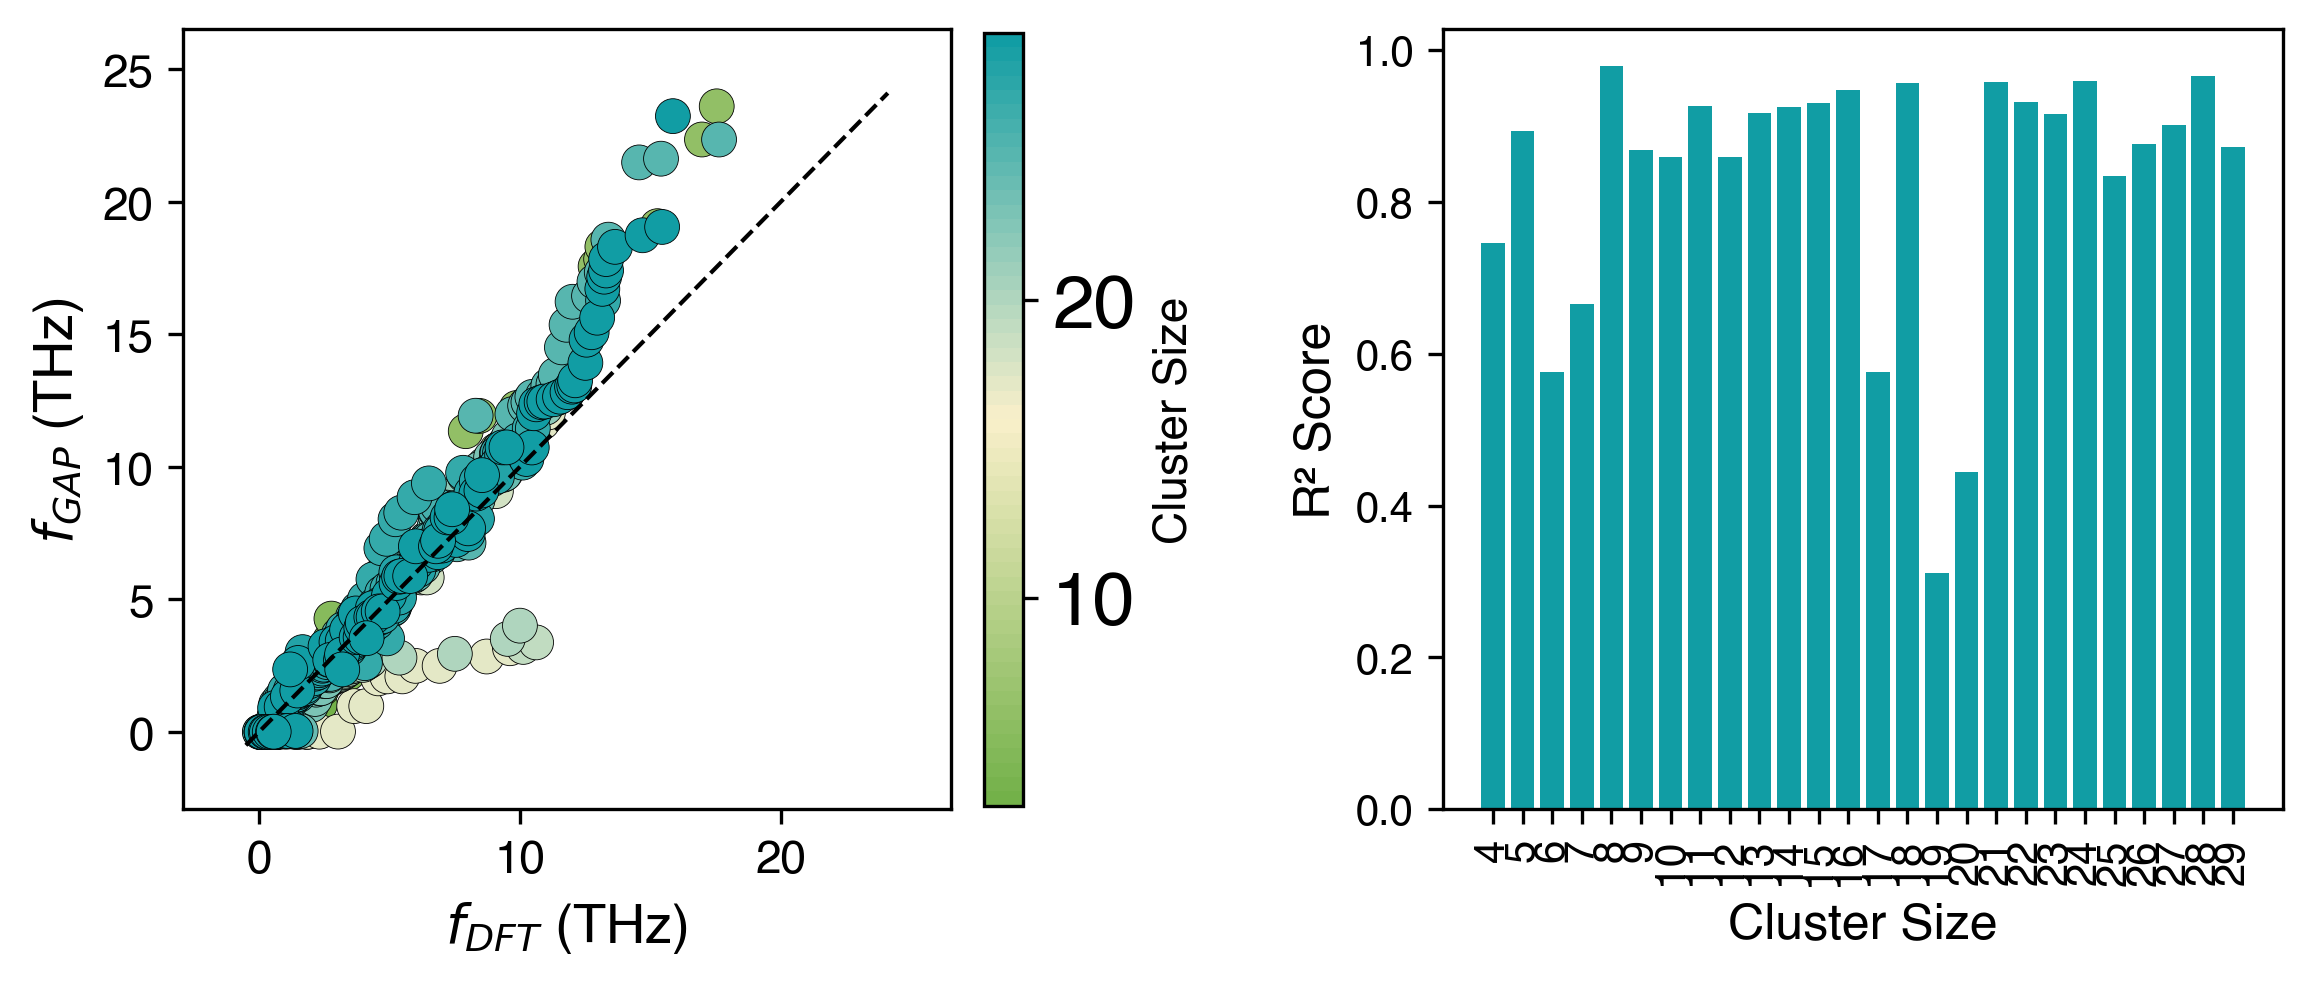 25
20
15
10
5
0
f_GAP (THz)
0 10 20
f_DFT (THz)
20
10
Cluster Size
1.0
0.8
0.6
0.4
0.2
0.0
R² Score
4 5 6 7 8 9 10 11 12 13 14 15 16 17 18 19 20 21 22 23 24 25 26 27 28 29
Cluster Size